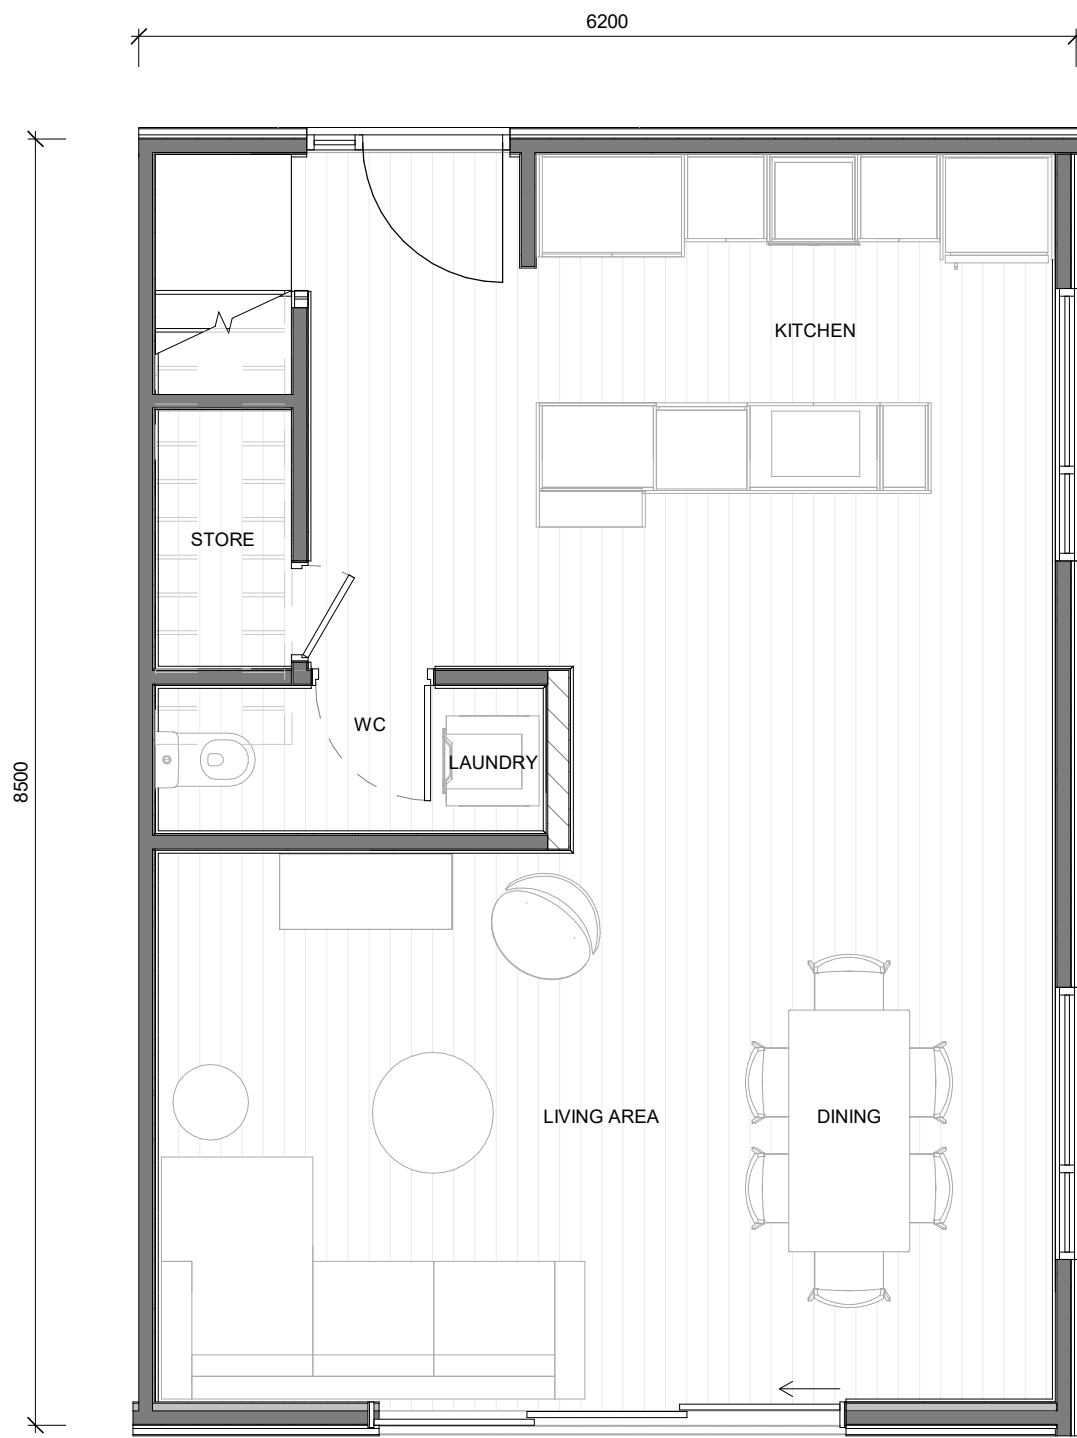 6200
KITCHEN
STORE
WC
LAUNDRY
8500
LIVING AREA
DINING